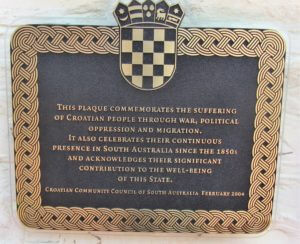 THIS PLAQUE COMMEMORATES THE SUFFERING
OF CROATIAN PEOPLE THROUGH WAR, POLITICAL
OPPRESSION AND MIGRATION.
IT ALSO CELEBRATES THEIR CONTINUOUS
PRESENCE IN SOUTH AUSTRALIA SINCE THE 1850s
AND ACKNOWLEDGES THEIR SIGNIFICANT
CONTRIBUTION TO THE WELL-BEING
OF THIS STATE.
CROATIAN COMMUNITY COUNCIL OF SOUTH AUSTRALIA FEBRUARY 2004